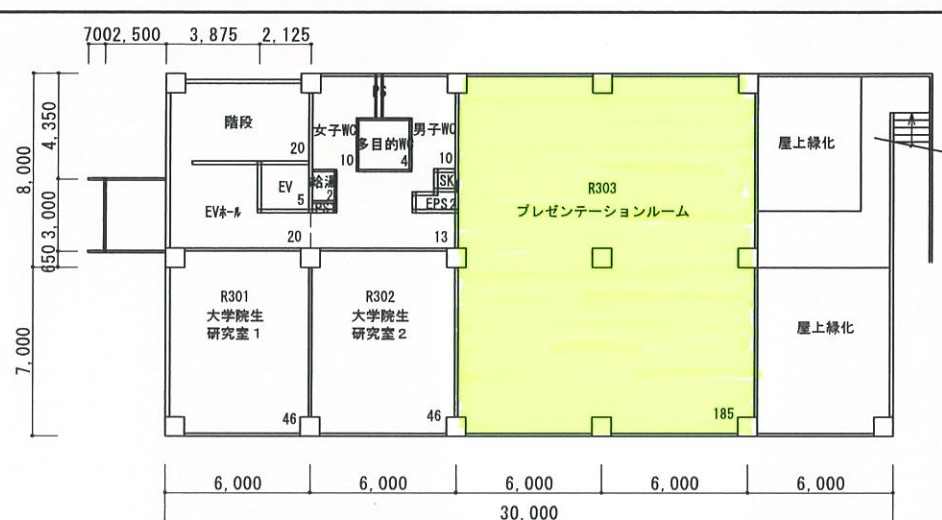 700 2,500 3,875 2,125
4,350
8,000
3,000
650
7,000
階段
20
女子WC
10
PS
多目的WC
4
男子WC
10
EV
5
給湯
2
PS
SK
EPS 2
EVホール
20
13
R303
プレゼンテーションルーム
185
屋上緑化
屋上緑化
R301
大学院生
研究室1
46
R302
大学院生
研究室2
46
6,000 6,000 6,000 6,000 6,000
30,000